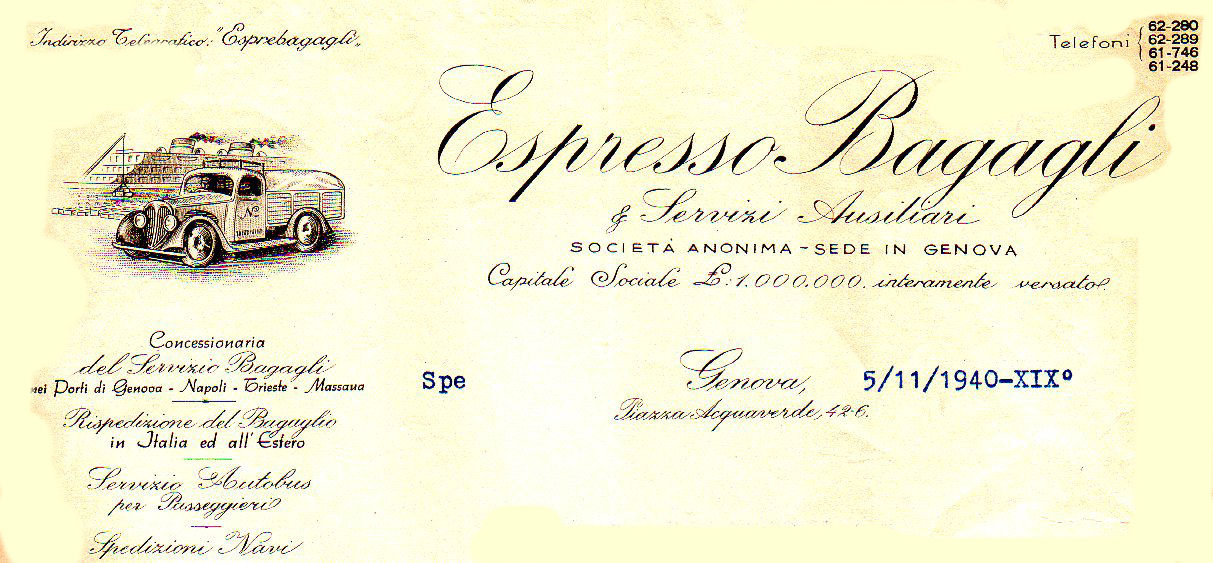 Indirizzo Telegrafico: "Esprebagagli"
Telefoni
62-280
62-289
61-746
61-248
Espresso Bagagli
& Servizi Ausiliari
SOCIETÀ ANONIMA - SEDE IN GENOVA
Capitale Sociale £. 1.000.000. interamente versato
Concessionaria
del Servizio Bagagli
nei Porti di Genova - Napoli - Trieste - Massaua
Rispedizione del Bagaglio
in Italia ed all'Estero
Servizio Autobus
per Passeggieri
Spedizioni Navi
Spe
Genova, 5/11/1940-XIXº
Piazza Acquaverde, 42-6.